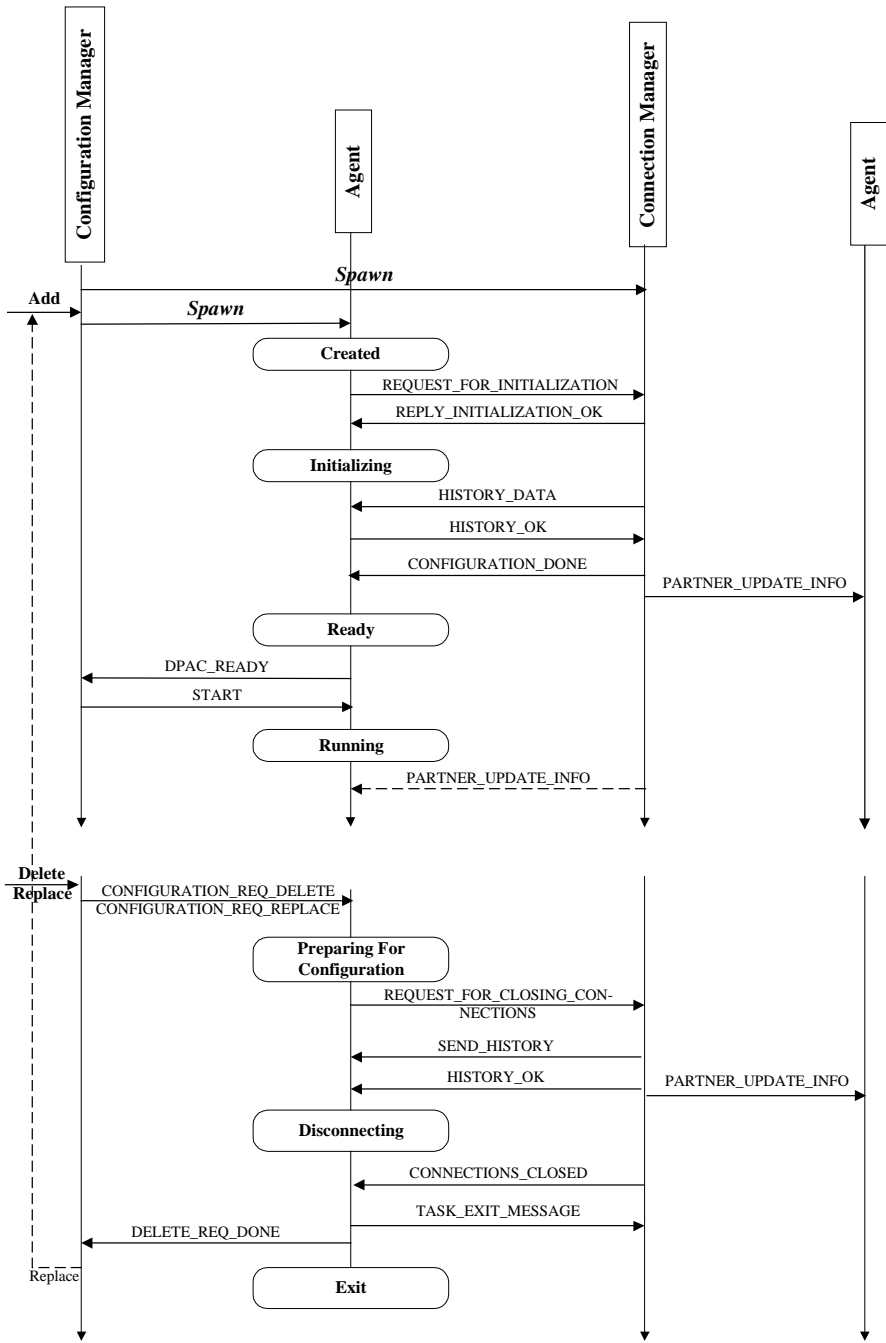 Configuration Manager
Agent
Connection Manager
Agent
Spawn
Add
Spawn
Created
REQUEST_FOR_INITIALIZATION
REPLY_INITIALIZATION_OK
Initializing
HISTORY_DATA
HISTORY_OK
CONFIGURATION_DONE
PARTNER_UPDATE_INFO
Ready
DPAC_READY
START
Running
PARTNER_UPDATE_INFO
Delete
Replace
CONFIGURATION_REQ_DELETE
CONFIGURATION_REQ_REPLACE
Preparing For
Configuration
REQUEST_FOR_CLOSING_CON-
NECTIONS
SEND_HISTORY
HISTORY_OK
PARTNER_UPDATE_INFO
Disconnecting
CONNECTIONS_CLOSED
TASK_EXIT_MESSAGE
DELETE_REQ_DONE
Replace
Exit